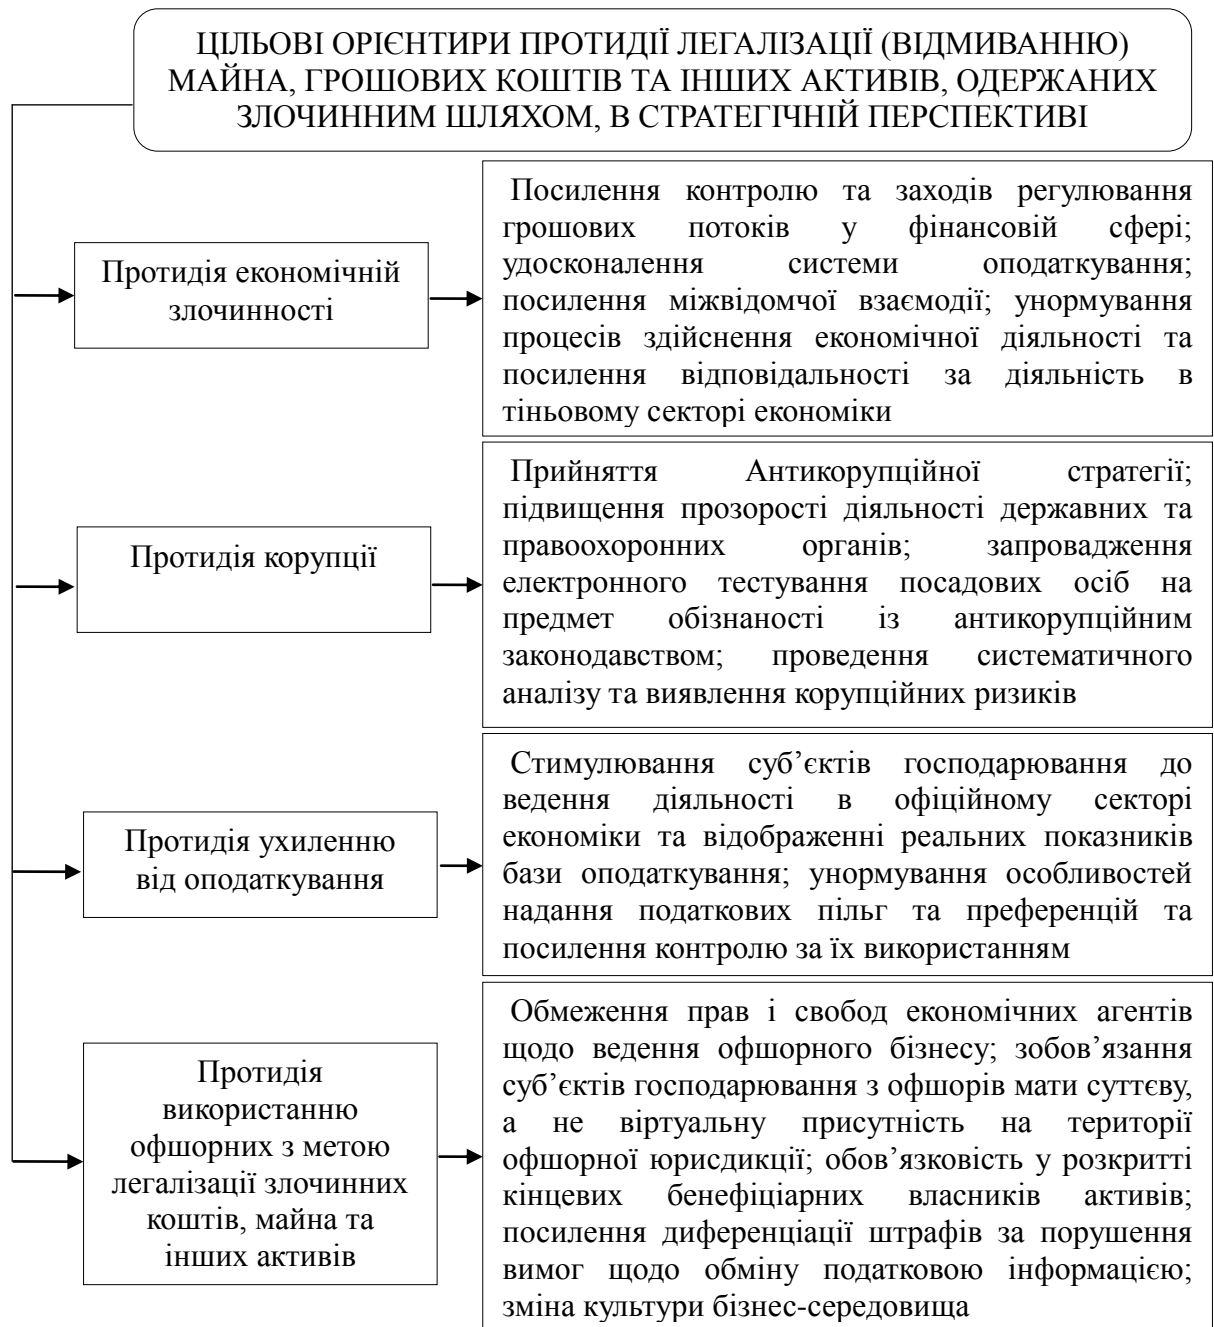 ЦІЛЬОВІ ОРІЄНТИРИ ПРОТИДІЇ ЛЕГАЛІЗАЦІЇ (ВІДМИВАННЮ)
МАЙНА, ГРОШОВИХ КОШТІВ ТА ІНШИХ АКТИВІВ, ОДЕРЖАНИХ
ЗЛОЧИННИМ ШЛЯХОМ, В СТРАТЕГІЧНІЙ ПЕРСПЕКТИВІ
Протидія економічній
злочинності
Посилення контролю та заходів регулювання
грошових потоків у фінансовій сфері;
удосконалення системи оподаткування;
посилення міжвідомчої взаємодії; унормування
процесів здійснення економічної діяльності та
посилення відповідальності за діяльність в
тіньовому секторі економіки
Протидія корупції
Прийняття Антикорупційної стратегії;
підвищення прозорості діяльності державних та
правоохоронних органів; запровадження
електронного тестування посадових осіб на
предмет обізнаності із антикорупційним
законодавством; проведення систематичного
аналізу та виявлення корупційних ризиків
Протидія ухиленню
від оподаткування
Стимулювання суб’єктів господарювання до
ведення діяльності в офіційному секторі
економіки та відображенні реальних показників
бази оподаткування; унормування особливостей
надання податкових пільг та преференцій та
посилення контролю за їх використанням
Протидія
використанню
офшорних з метою
легалізації злочинних
коштів, майна та
інших активів
Обмеження прав і свобод економічних агентів
щодо ведення офшорного бізнесу; зобов’язання
суб’єктів господарювання з офшорів мати суттєву,
а не віртуальну присутність на території
офшорної юрисдикції; обов’язковість у розкритті
кінцевих бенефіціарних власників активів;
посилення диференціації штрафів за порушення
вимог щодо обміну податковою інформацією;
зміна культури бізнес-середовища